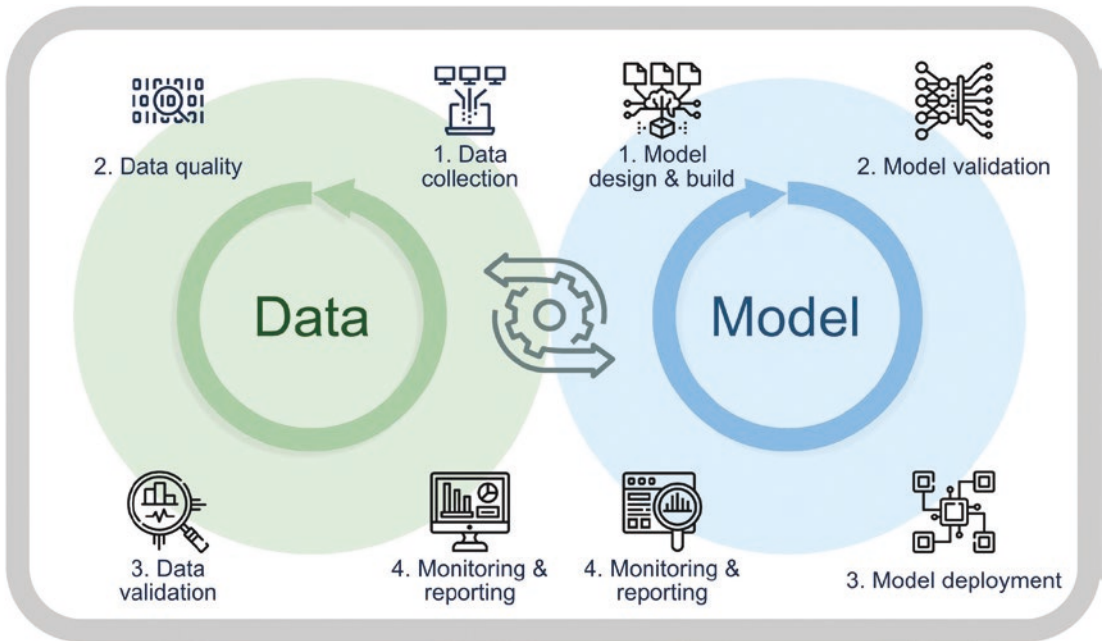 2. Data quality
1. Data
collection
1. Model
design & build
2. Model validation
Data
Model
3. Data
validation
4. Monitoring &
reporting
4. Monitoring &
reporting
3. Model deployment